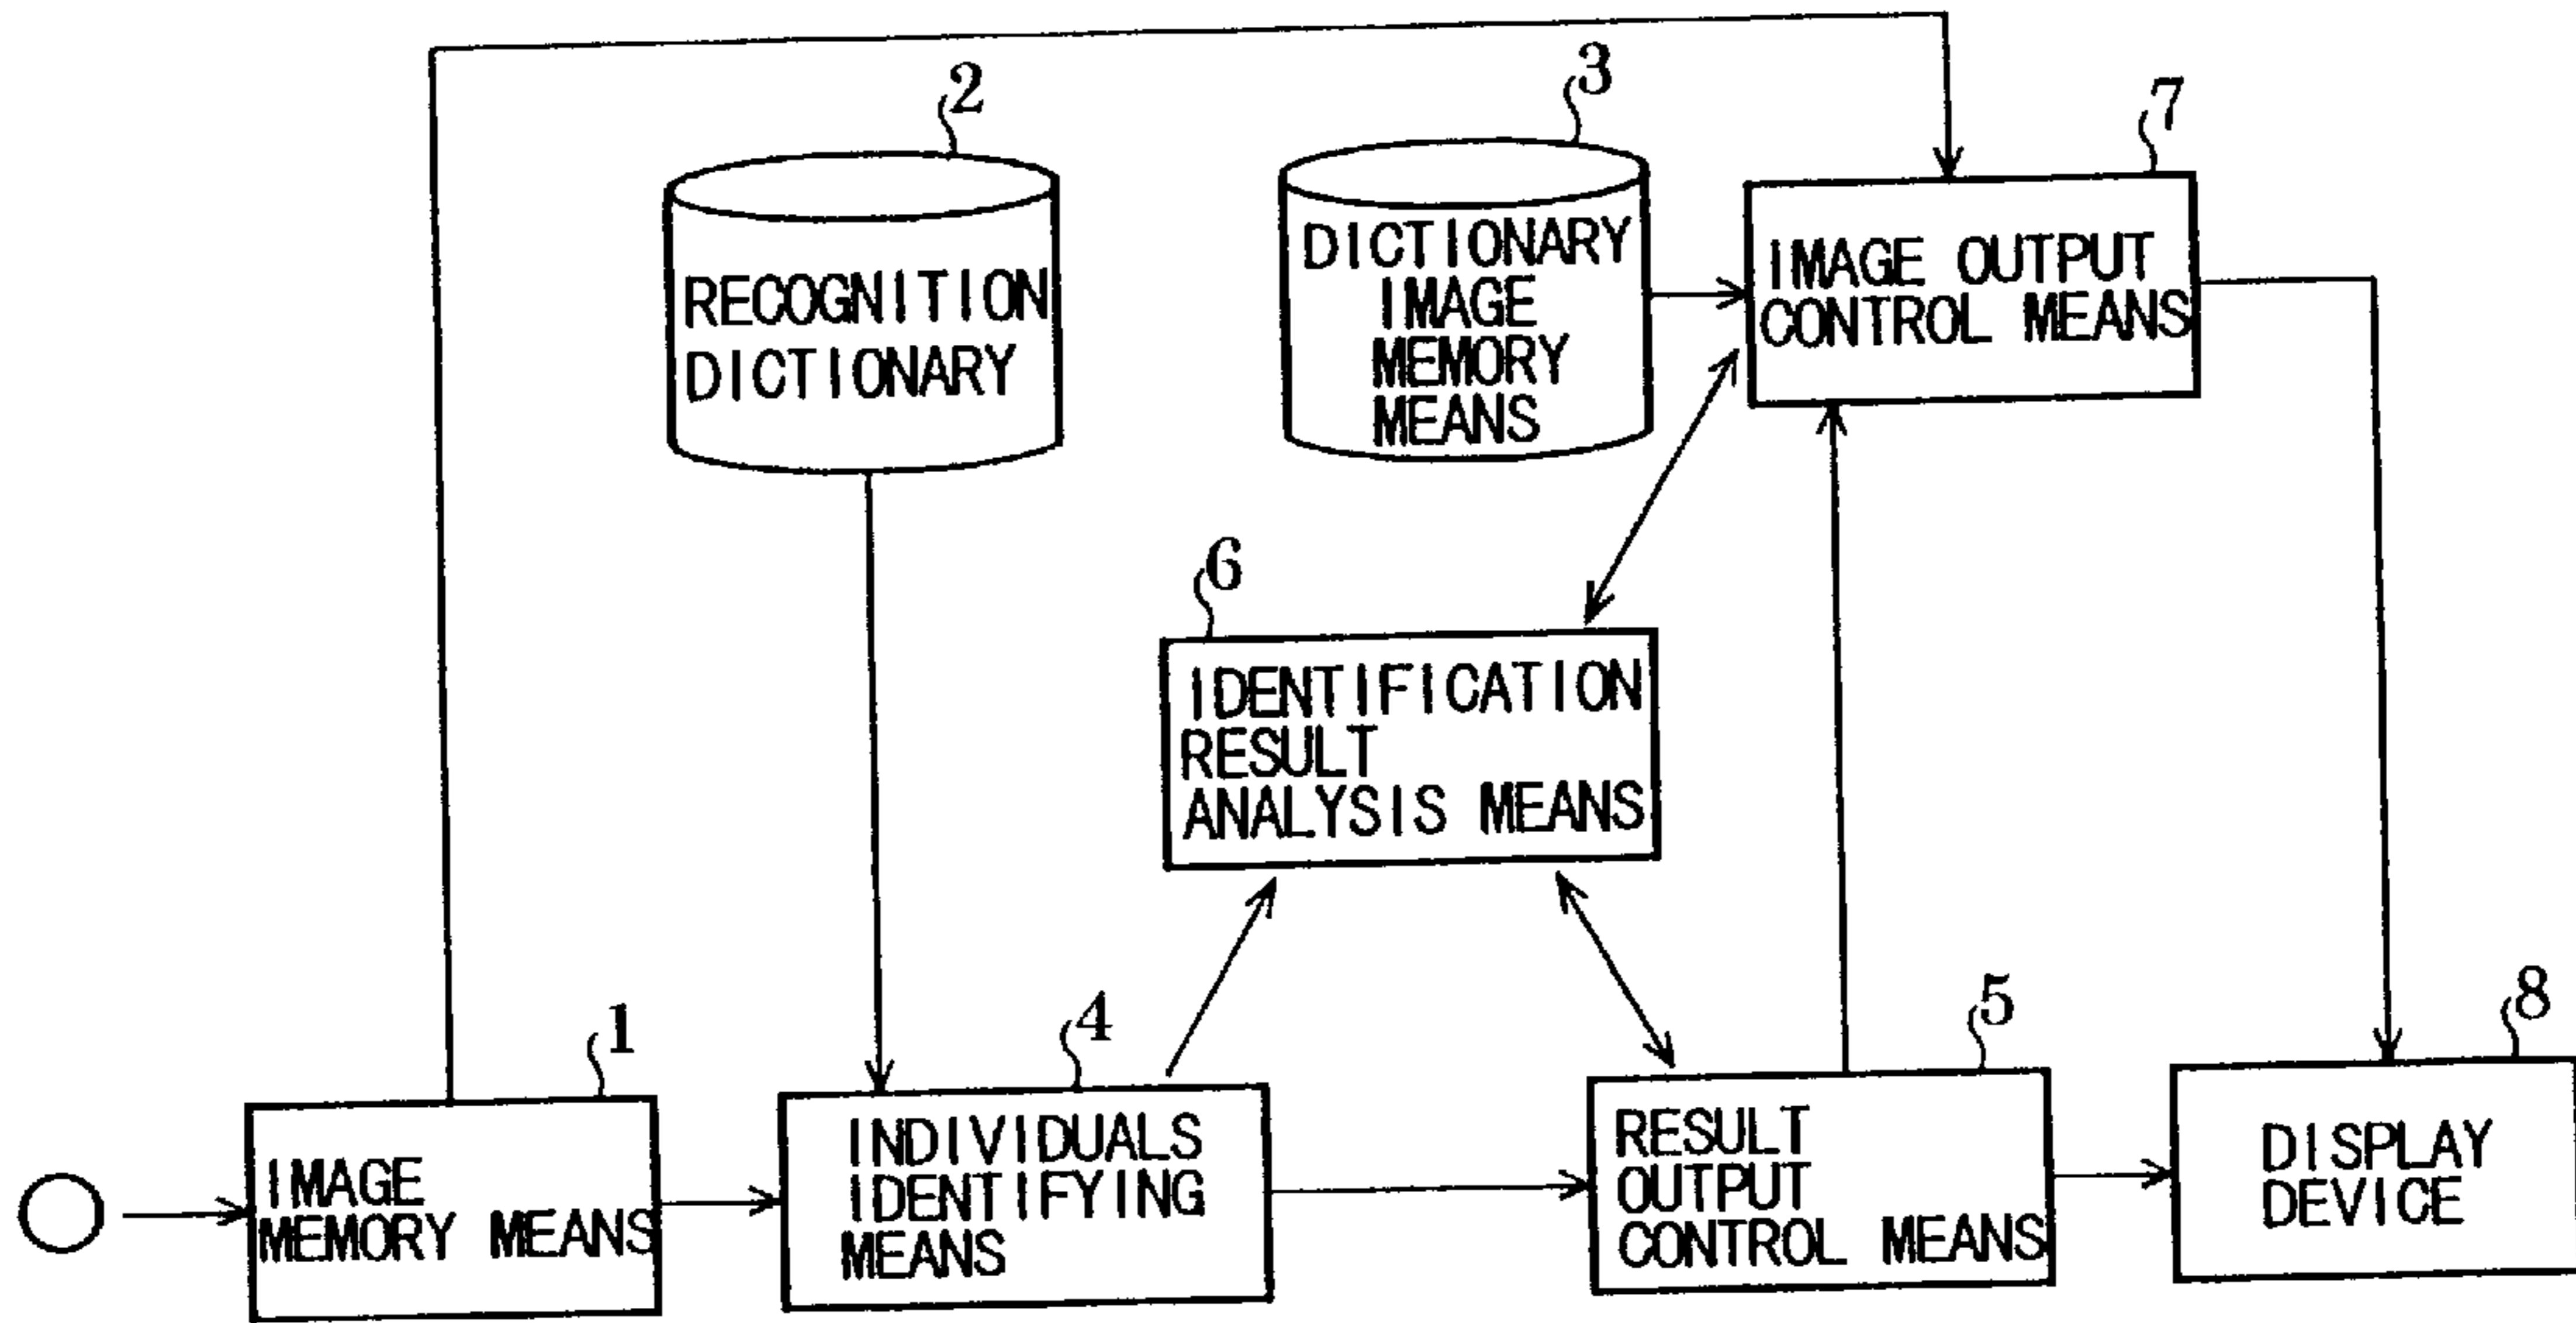 2
RECOGNITION
DICTIONARY
3
DICTIONARY
IMAGE
MEMORY
MEANS
7
IMAGE OUTPUT
CONTROL MEANS
6
IDENTIFICATION
RESULT
ANALYSIS MEANS
1
IMAGE
MEMORY MEANS
4
INDIVIDUALS
IDENTIFYING
MEANS
5
RESULT
OUTPUT
CONTROL MEANS
8
DISPLAY
DEVICE